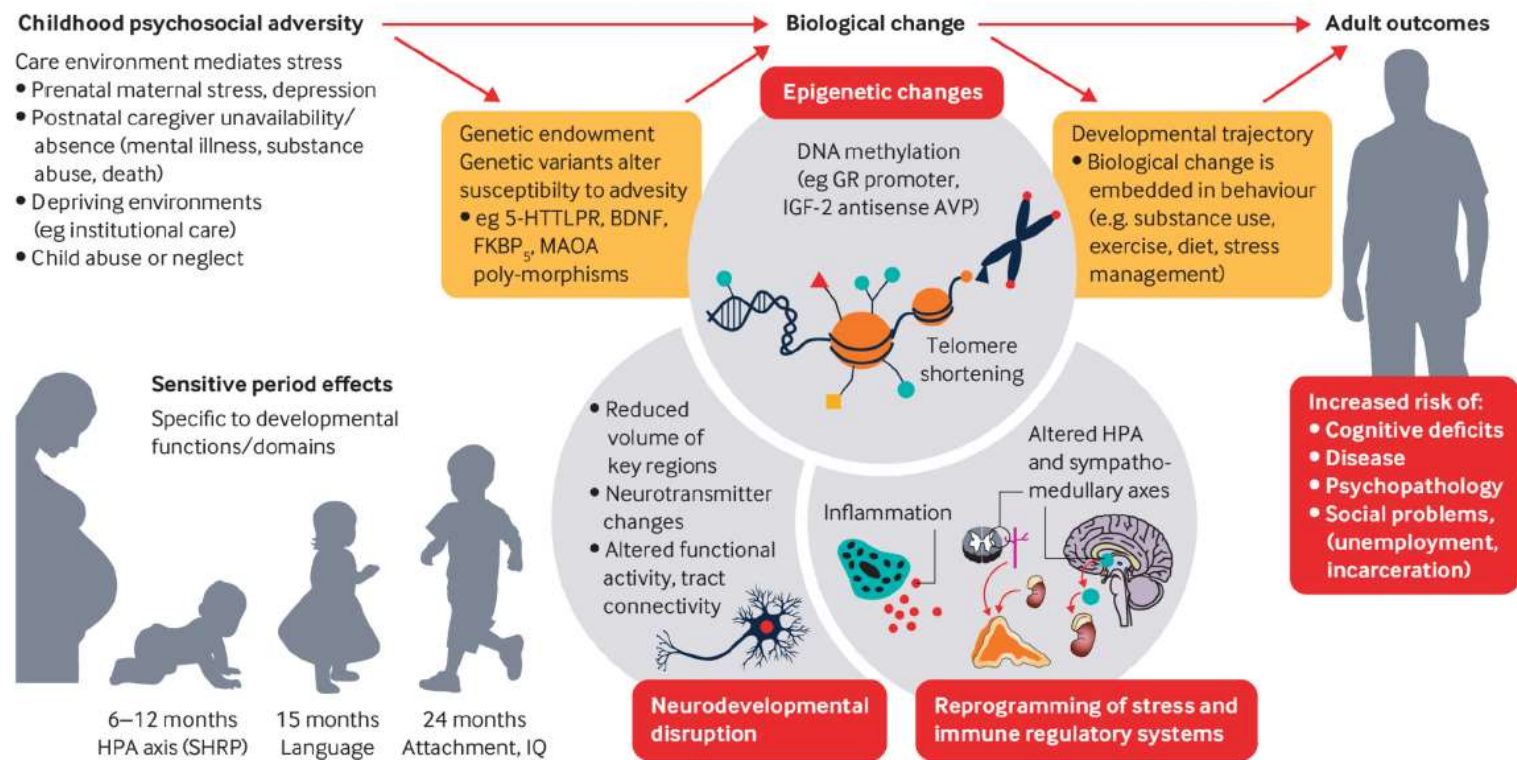 Childhood psychosocial adversity
Care environment mediates stress
• Prenatal maternal stress, depression
• Postnatal caregiver unavailability/
absence (mental illness, substance
abuse, death)
• Depriving environments
(eg institutional care)
• Child abuse or neglect
Genetic endowment
Genetic variants alter
susceptibilty to advesity
• eg 5-HTTLPR, BDNF,
FKBP5, MAOA
poly-morphisms
Biological change
Epigenetic changes
DNA methylation
(eg GR promoter,
IGF-2 antisense AVP)
Telomere
shortening
Developmental trajectory
• Biological change is
embedded in behaviour
(e.g. substance use,
exercise, diet, stress
management)
Adult outcomes
Sensitive period effects
Specific to developmental
functions/domains
6–12 months
HPA axis (SHRP)
15 months
Language
24 months
Attachment, IQ
• Reduced
volume of
key regions
• Neurotransmitter
changes
• Altered functional
activity, tract
connectivity
Neurodevelopmental
disruption
Altered HPA
and sympatho-
medullary axes
Inflammation
Reprogramming of stress and
immune regulatory systems
Increased risk of:
• Cognitive deficits
• Disease
• Psychopathology
• Social problems,
(unemployment,
incarceration)